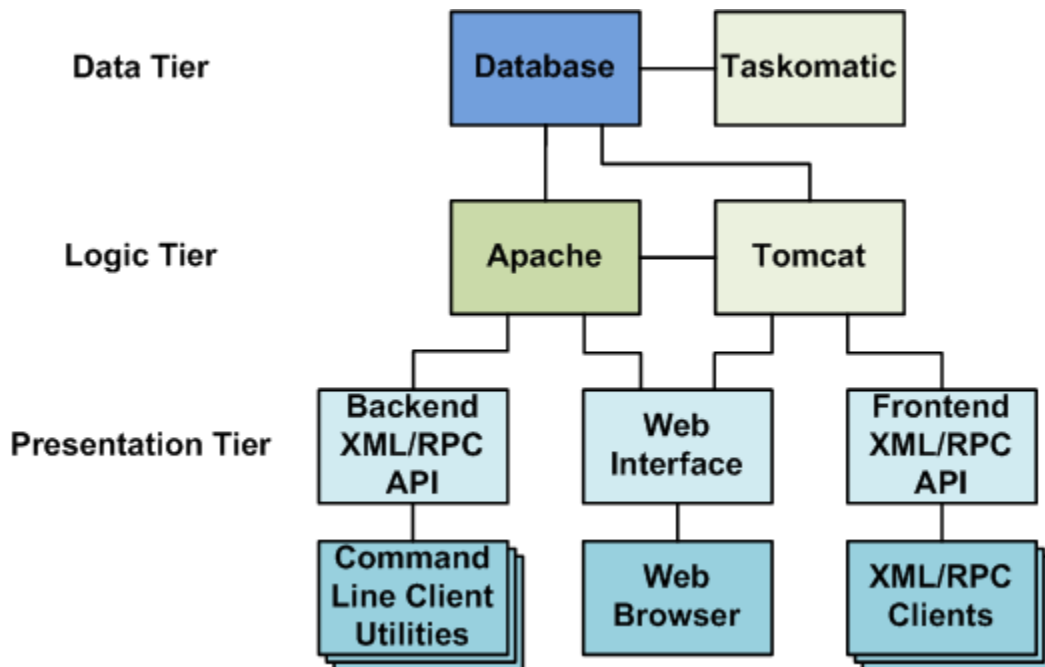 Data Tier
Database
Taskomatic
Logic Tier
Apache
Tomcat
Presentation Tier
Backend
XML/RPC
API
Web
Interface
Frontend
XML/RPC
API
Command
Line Client
Utilities
Web
Browser
XML/RPC
Clients